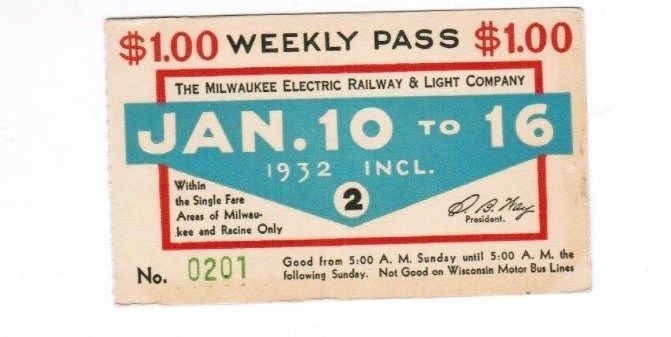 $1.00 WEEKLY PASS $1.00
THE MILWAUKEE ELECTRIC RAILWAY & LIGHT COMPANY
JAN. 10 TO 16
1932 INCL.
2
Within
the Single Fare
Areas of Milwau-
kee and Racine Only
S. B. Way
President.
No. 0201
Good from 5:00 A. M. Sunday until 5:00 A. M. the
following Sunday. Not Good on Wisconsin Motor Bus Lines